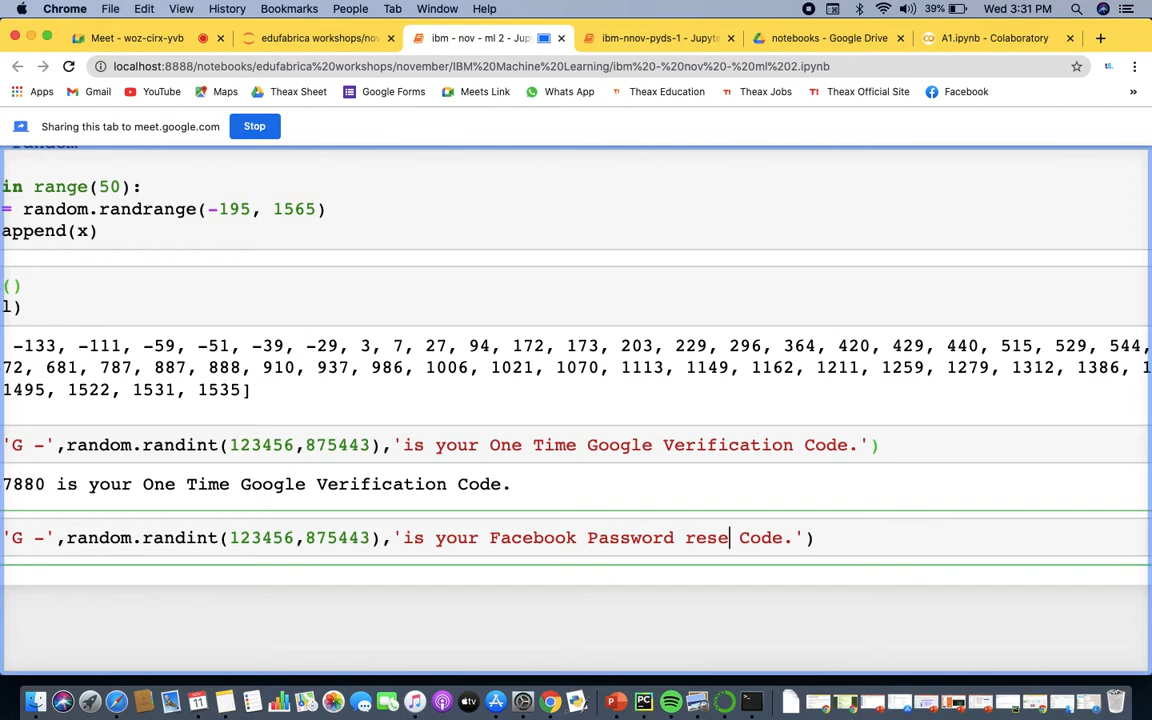 Chrome File Edit View History Bookmarks People Tab Window Help 39% Wed 3:31 PM
Meet - woz-cirx-yvb edufabrica workshops/nov ibm - nov - ml 2 - Jup ibm-nnov-pyds-1 - Jupyte notebooks - Google Drive A1.ipynb - Colaboratory
localhost:8888/notebooks/edufabrica%20workshops/november/IBM%20Machine%20Learning/ibm%20-%20nov%20-%20ml%202.ipynb
Apps Gmail YouTube Maps Theax Sheet Google Forms Meets Link Whats App Theax Education Theax Jobs Theax Official Site Facebook »
Sharing this tab to meet.google.com Stop
random
in range(50):
= random.randrange(-195, 1565)
append(x)
()
l)
-133, -111, -59, -51, -39, -29, 3, 7, 27, 94, 172, 173, 203, 229, 296, 364, 420, 429, 440, 515, 529, 544,
72, 681, 787, 887, 888, 910, 937, 986, 1006, 1021, 1070, 1113, 1149, 1162, 1211, 1259, 1279, 1312, 1386, 1
1495, 1522, 1531, 1535]
'G -',random.randint(123456,875443),'is your One Time Google Verification Code.')
7880 is your One Time Google Verification Code.
'G -',random.randint(123456,875443),'is your Facebook Password rese Code.')